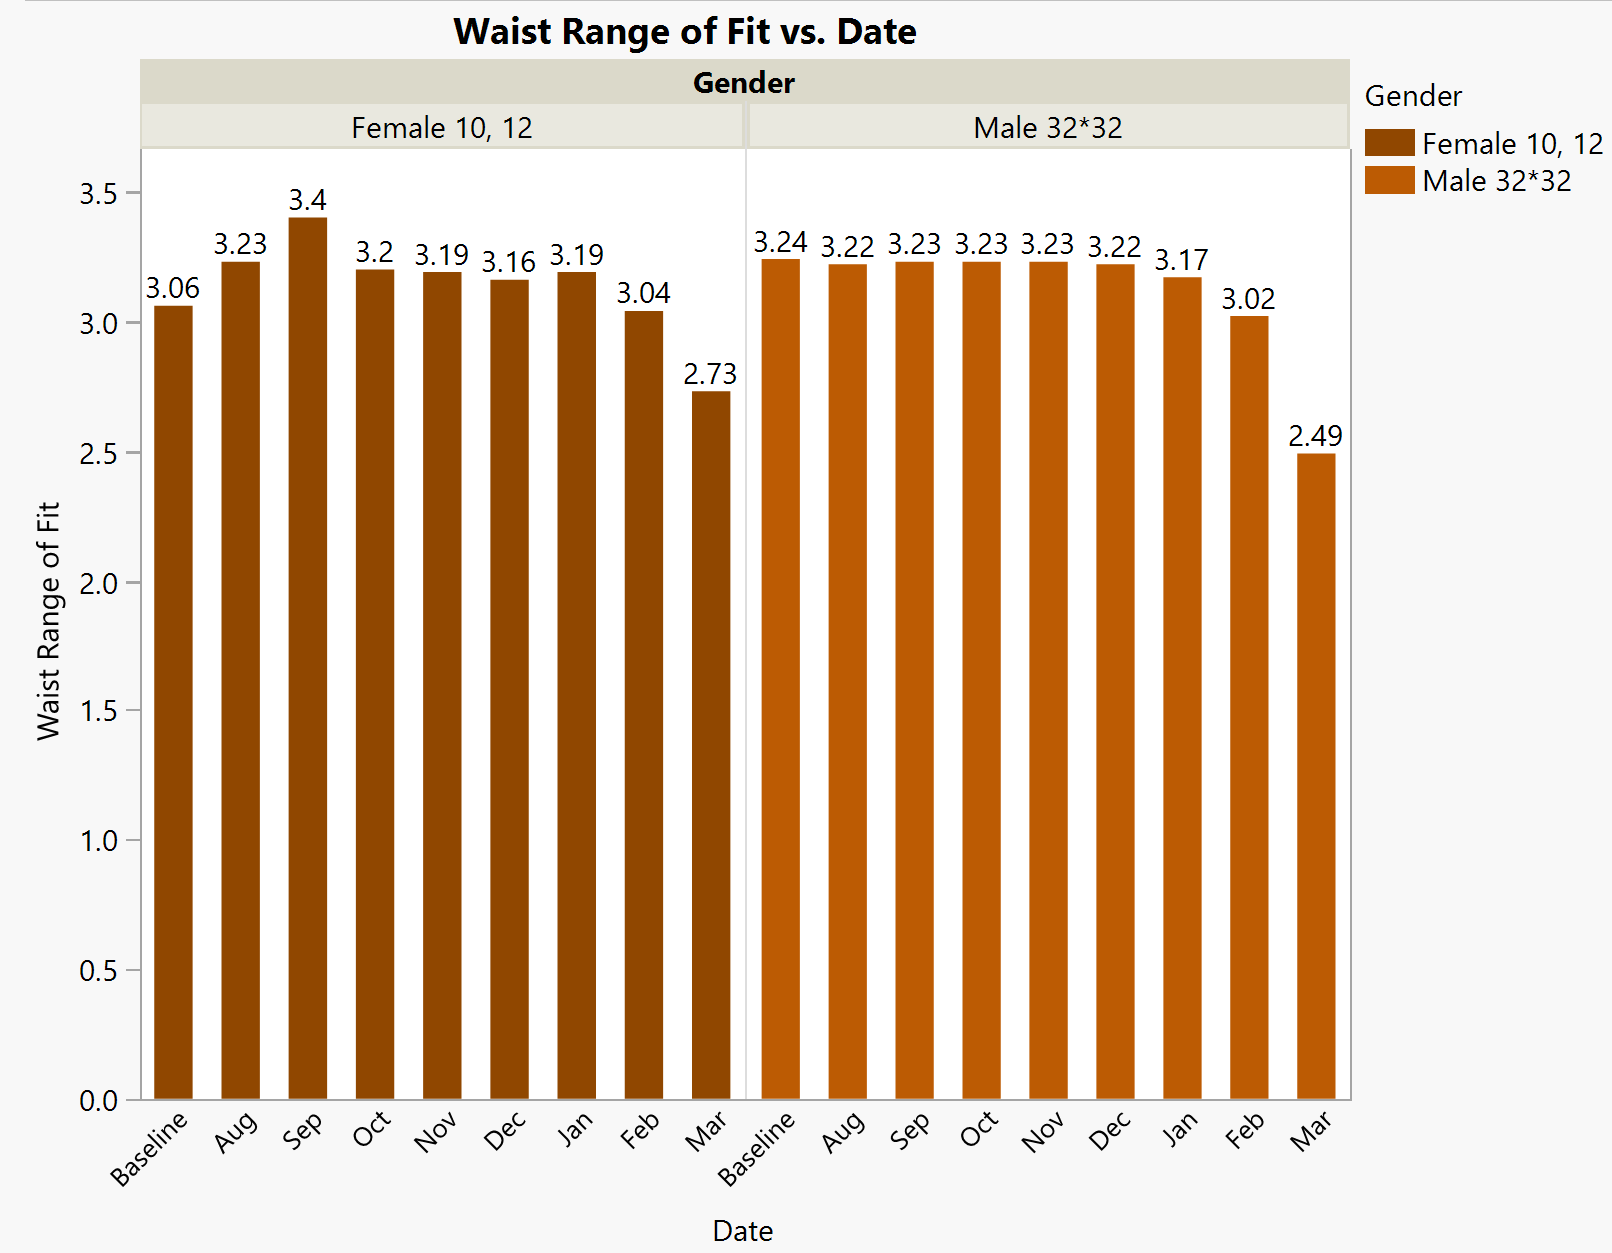 Waist Range of Fit vs. Date
Gender
Female 10, 12
Male 32*32
Gender
Female 10, 12
Male 32*32
Waist Range of Fit
3.5
3.0
2.5
2.0
1.5
1.0
0.5
0.0
3.06
3.23
3.4
3.2
3.19
3.16
3.19
3.04
2.73
3.24
3.22
3.23
3.23
3.23
3.22
3.17
3.02
2.49
Baseline
Aug
Sep
Oct
Nov
Dec
Jan
Feb
Mar
Baseline
Aug
Sep
Oct
Nov
Dec
Jan
Feb
Mar
Date